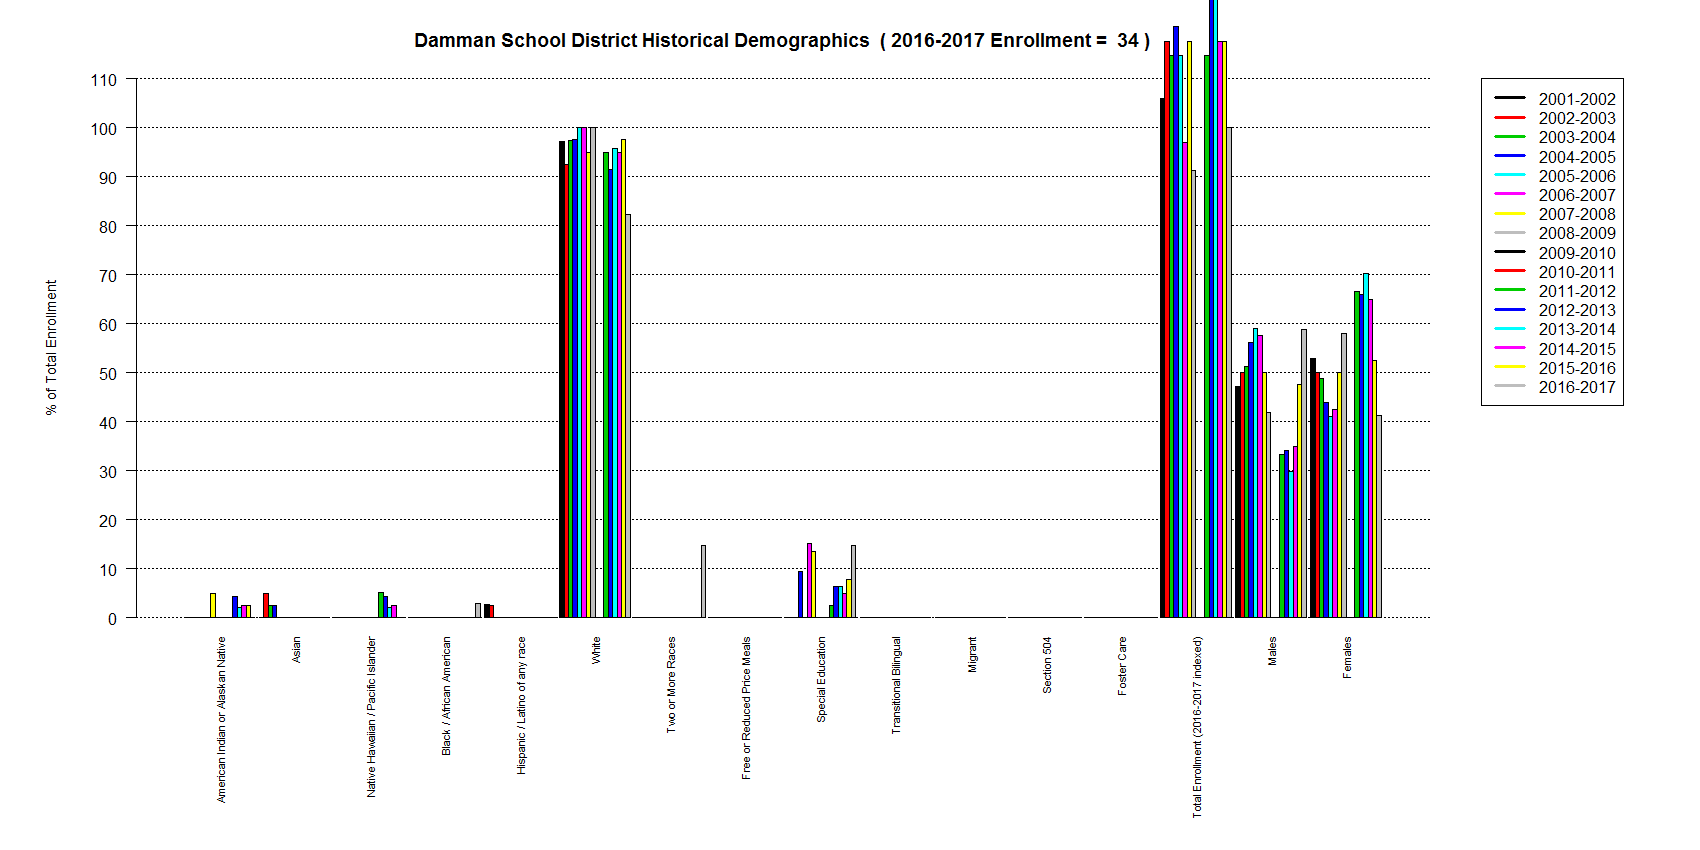 Damman School District Historical Demographics ( 2016-2017 Enrollment = 34 )
% of Total Enrollment
110
100
90
80
70
60
50
40
30
20
10
0
American Indian or Alaskan Native
Asian
Native Hawaiian / Pacific Islander
Black / African American
Hispanic / Latino of any race
White
Two or More Races
Free or Reduced Price Meals
Special Education
Transitional Bilingual
Migrant
Section 504
Foster Care
Total Enrollment (2016-2017 indexed)
Males
Females
2001-2002
2002-2003
2003-2004
2004-2005
2005-2006
2006-2007
2007-2008
2008-2009
2009-2010
2010-2011
2011-2012
2012-2013
2013-2014
2014-2015
2015-2016
2016-2017